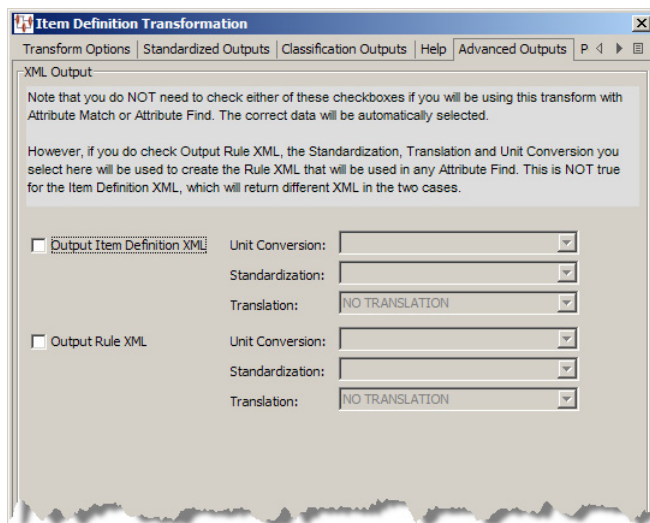 Item Definition Transformation
Transform Options | Standardized Outputs | Classification Outputs | Help | Advanced Outputs | P
XML Output
Note that you do NOT need to check either of these checkboxes if you will be using this transform with
Attribute Match or Attribute Find. The correct data will be automatically selected.
However, if you do check Output Rule XML, the Standardization, Translation and Unit Conversion you
select here will be used to create the Rule XML that will be used in any Attribute Find. This is NOT true
for the Item Definition XML, which will return different XML in the two cases.
Output Item Definition XML Unit Conversion:
Standardization:
Translation: NO TRANSLATION
Output Rule XML Unit Conversion:
Standardization:
Translation: NO TRANSLATION